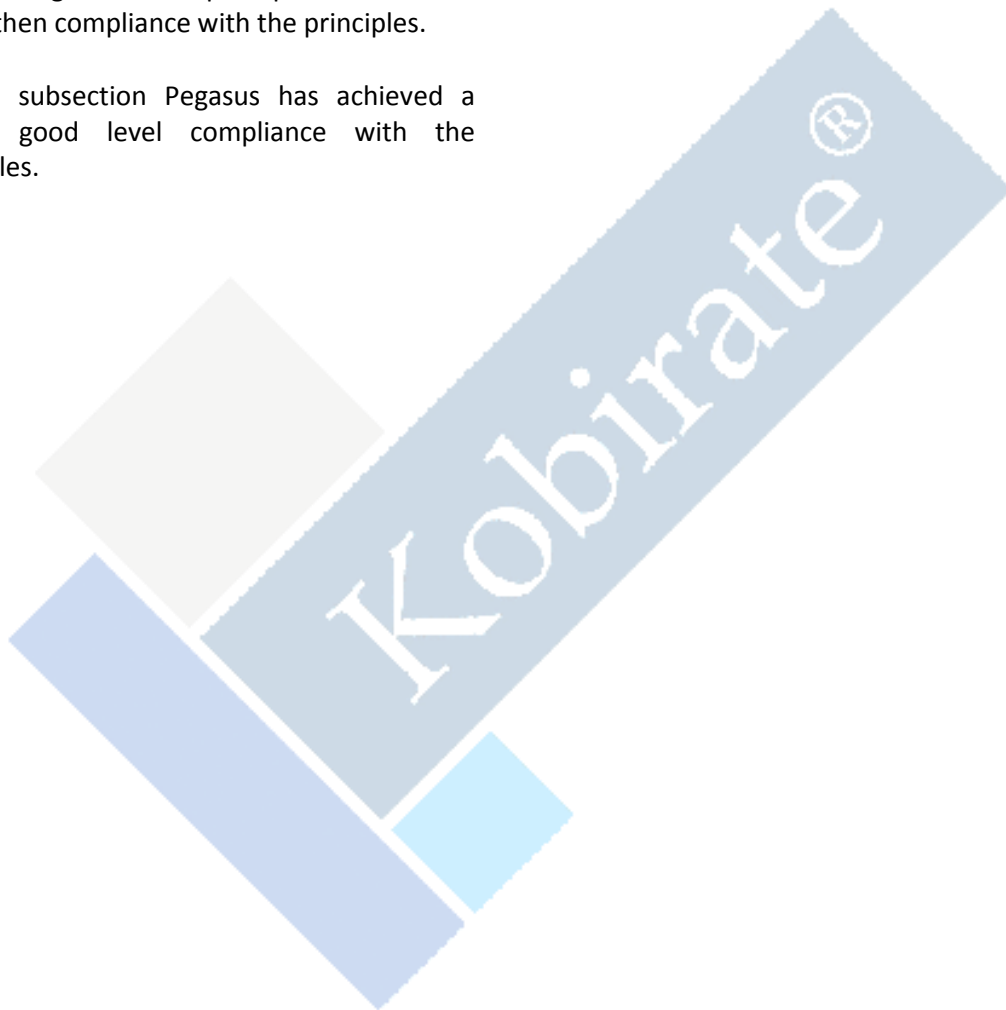 then compliance with the principles.
subsection Pegasus has achieved a
good level compliance with the
les.
Kobirate®